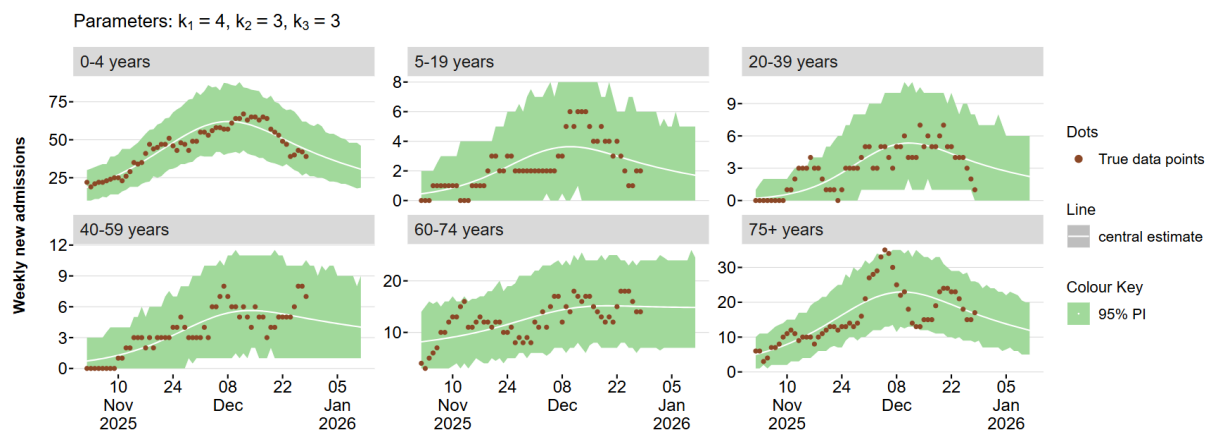 Parameters: k₁ = 4, k₂ = 3, k₃ = 3
Weekly new admissions
0-4 years
75
50
25
5-19 years
8
6
4
2
0
20-39 years
9
6
3
0
40-59 years
12
9
6
3
0
60-74 years
20
10
75+ years
30
20
10
0
10 24 08 22 05
Nov Dec Jan
2025 2026
10 24 08 22 05
Nov Dec Jan
2025 2026
10 24 08 22 05
Nov Dec Jan
2025 2026
Dots
True data points
Line
central estimate
Colour Key
95% PI